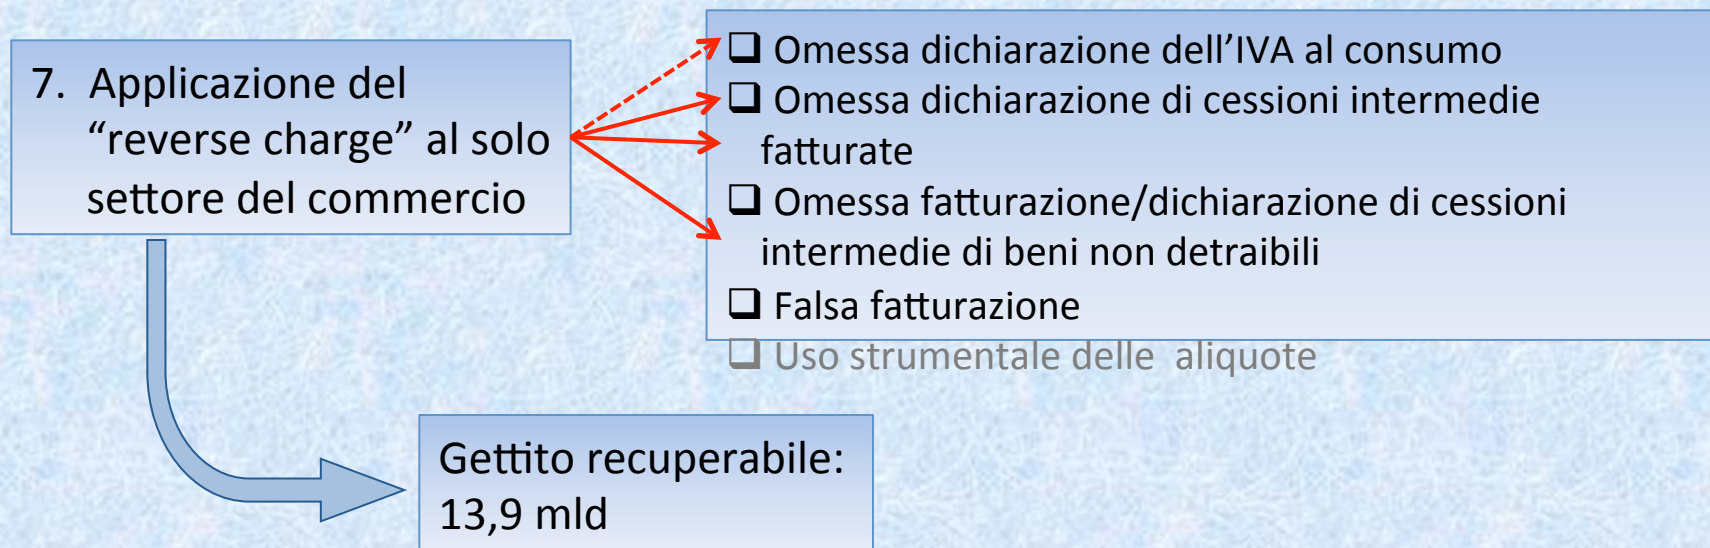 7. Applicazione del
“reverse charge” al solo
settore del commercio
❑ Omessa dichiarazione dell’IVA al consumo
❑ Omessa dichiarazione di cessioni intermedie
fatturate
❑ Omessa fatturazione/dichiarazione di cessioni
intermedie di beni non detraibili
❑ Falsa fatturazione
❑ Uso strumentale delle aliquote
Gettito recuperabile:
13,9 mld